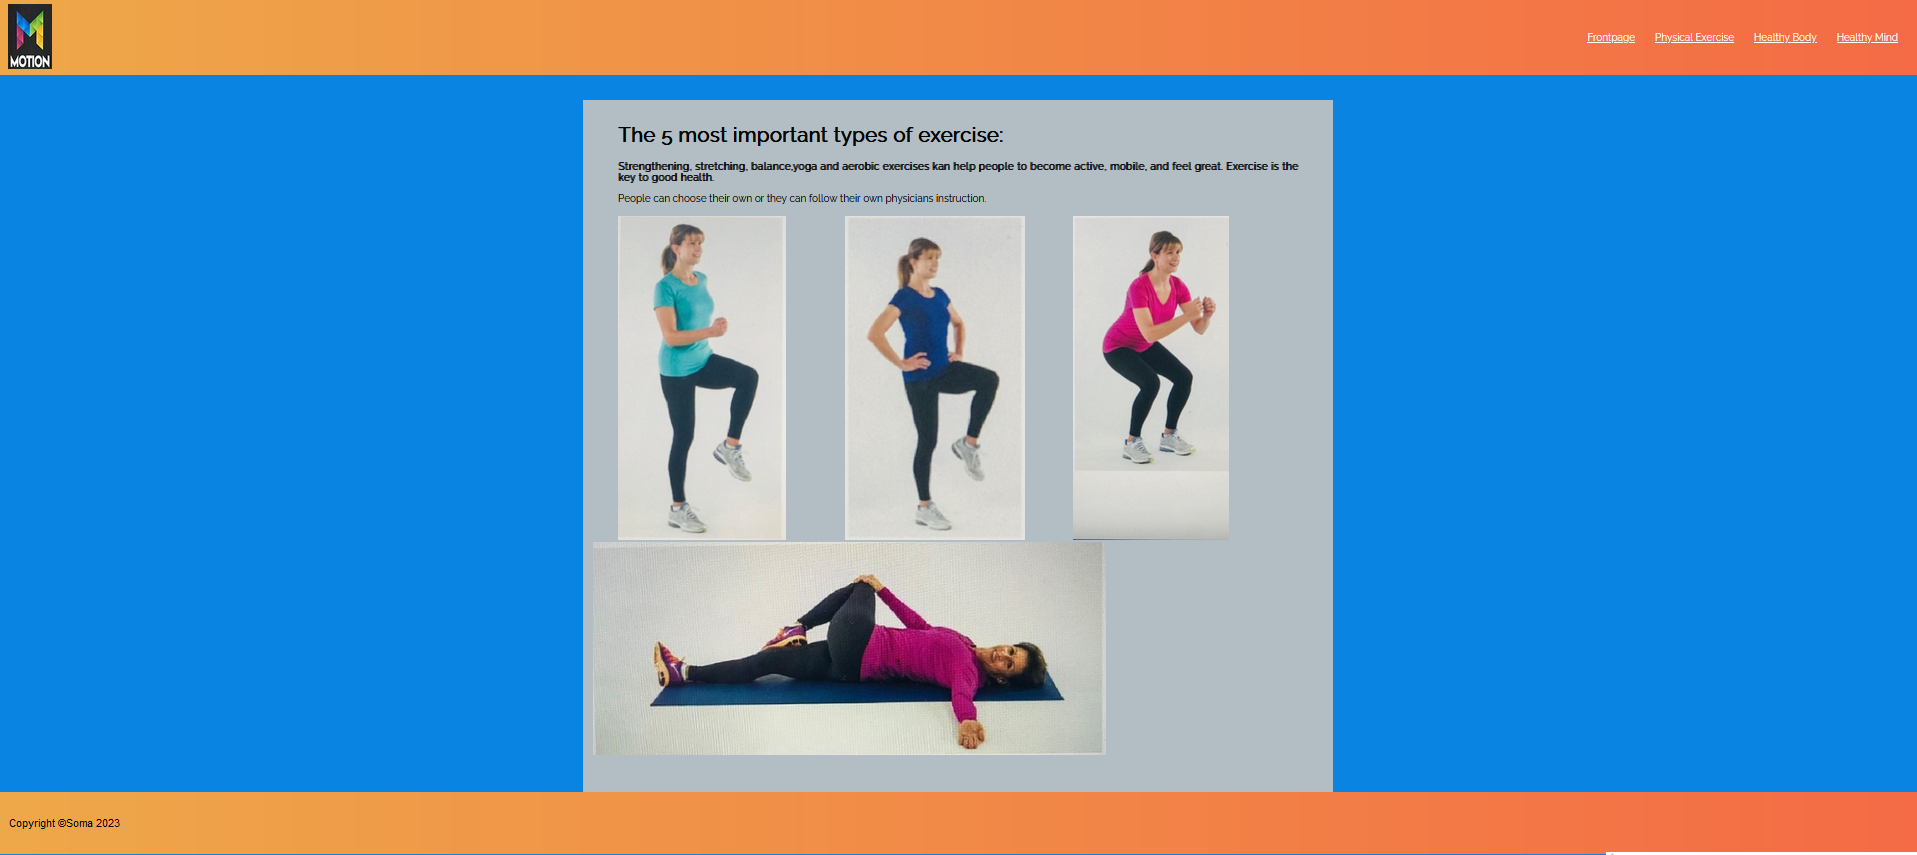 MOTION
Frontpage Physical Exercise Healthy Body Healthy Mind
The 5 most important types of exercise:
Strengthening, stretching, balance,yoga and aerobic exercises kan help people to become active, mobile, and feel great. Exercise is the
key to good health.
People can choose their own or they can follow their own physicians instruction.
Copyright ©Soma 2023